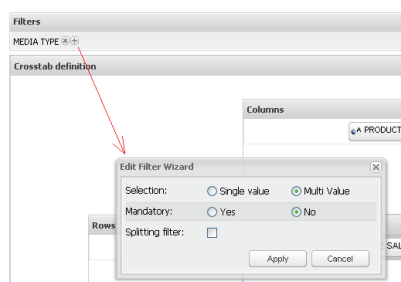 Filters
MEDIA TYPE
Crosstab definition
Columns
PRODUCT
Edit Filter Wizard
Selection: Single value Multi Value
Mandatory: Yes No
Rows
Splitting filter:
SAL
Apply Cancel